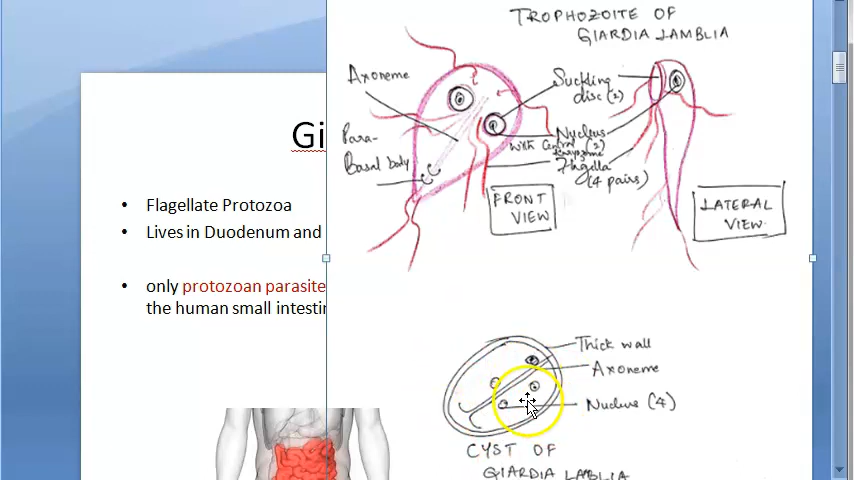 TROPHOZOITE OF
GIARDIA LAMBLIA
Axoneme
Suckling
disc (2)
Para-
Basal body
Nucleus
with Central (2)
Karyosome
Flagella
(4 pairs)
FRONT
VIEW
LATERAL
VIEW
Gi
• Flagellate Protozoa
• Lives in Duodenum and
• only protozoan parasite
the human small intestin
Thick wall
Axoneme
Nucleus (4)
CYST OF
GIARDIA LAMBLIA